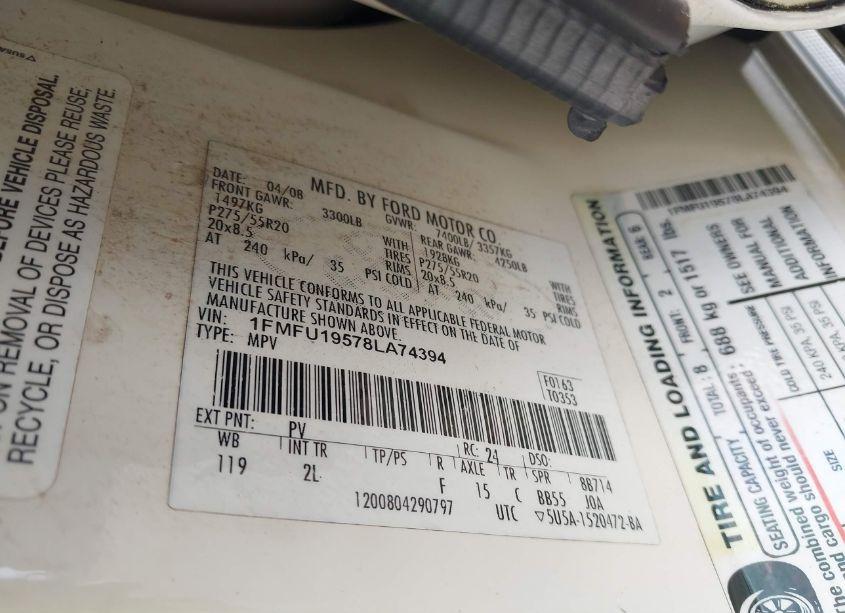 BEFORE VEHICLE DISPOSAL.
ON REMOVAL OF DEVICES PLEASE REUSE,
RECYCLE, OR DISPOSE AS HAZARDOUS WASTE.
MFD. BY FORD MOTOR CO.
DATE: 04/08 GVWR: 7400LB/ 3357KG
FRONT GAWR: 3300LB REAR GAWR: 4250LB
1497KG WITH 1928KG WITH
P275/55R20 TIRES P275/55R20 TIRES
20x8.5 RIMS 20x8.5 RIMS
AT 240 kPa/ 35 PSI COLD AT 240 kPa/ 35 PSI COLD
THIS VEHICLE CONFORMS TO ALL APPLICABLE FEDERAL MOTOR
VEHICLE SAFETY STANDARDS IN EFFECT ON THE DATE OF
MANUFACTURE SHOWN ABOVE.
VIN: 1FMFU19578LA74394
TYPE: MPV
F0163
T0353
EXT PNT: PV RC: 24 DSO:
WB INT TR TP/PS R AXLE TR SPR BB714
119 2L F 15 C BB55 J0A
1200804290797 UTC ▽5U5A-1520472-BA
1FMFU19578LA74394
TIRE AND LOADING INFORMATION
SEATING CAPACITY TOTAL: 8 FRONT: 2 REAR: 6
The combined weight of occupants and cargo should never exceed: 688 kg or 1517 lbs.
SIZE
COLD TIRE PRESSURE
240 KPA, 35 PSI
KPA, 35 PSI
SEE OWNERS
MANUAL FOR
ADDITIONAL
INFORMATION